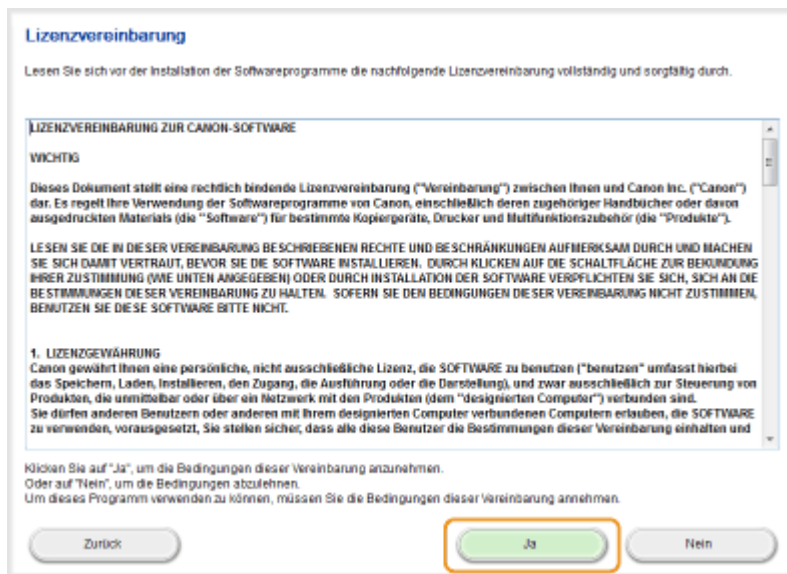 Lizenzvereinbarung
Lesen Sie sich vor der Installation der Softwareprogramme die nachfolgende Lizenzvereinbarung vollständig und sorgfältig durch.
LIZENZVEREINBARUNG ZUR CANON-SOFTWARE
WICHTIG
Dieses Dokument stellt eine rechtlich bindende Lizenzvereinbarung ("Vereinbarung") zwischen Ihnen und Canon Inc. ("Canon")
dar. Es regelt Ihre Verwendung der Softwareprogramme von Canon, einschließlich deren zugehöriger Handbücher oder davon
ausgedruckten Materials (die "Software") für bestimmte Kopiergeräte, Drucker und Multifunktionszubehör (die "Produkte").
LESEN SIE DIE IN DIESER VEREINBARUNG BESCHRIEBENEN RECHTE UND BESCHRÄNKUNGEN AUFMERKSAM DURCH UND MACHEN
SIE SICH DAMIT VERTRAUT, BEVOR SIE DIE SOFTWARE INSTALLIEREN. DURCH KLICKEN AUF DIE SCHALTFLÄCHE ZUR BEKUNDUNG
IHRER ZUSTIMMUNG (WIE UNTEN ANGEGEBEN) ODER DURCH INSTALLATION DER SOFTWARE VERPFLICHTEN SIE SICH, SICH AN DIE
BESTIMMUNGEN DIESER VEREINBARUNG ZU HALTEN. SOFERN SIE DEN BEDINGUNGEN DIESER VEREINBARUNG NICHT ZUSTIMMEN,
BENUTZEN SIE DIESE SOFTWARE BITTE NICHT.
1. LIZENZGEWÄHRUNG
Canon gewährt Ihnen eine persönliche, nicht ausschließliche Lizenz, die SOFTWARE zu benutzen ("benutzen" umfasst hierbei
das Speichern, Laden, Installieren, den Zugang, die Ausführung oder die Darstellung), und zwar ausschließlich zur Steuerung von
Produkten, die unmittelbar oder über ein Netzwerk mit den Produkten (dem "designierten Computer") verbunden sind.
Sie dürfen anderen Benutzern oder anderen mit Ihrem designierten Computer verbundenen Computern erlauben, die SOFTWARE
zu verwenden, vorausgesetzt, Sie stellen sicher, dass alle diese Benutzer die Bestimmungen dieser Vereinbarung einhalten und
Klicken Sie auf "Ja", um die Bedingungen dieser Vereinbarung anzunehmen.
Oder auf "Nein", um die Bedingungen abzulehnen.
Um dieses Programm verwenden zu können, müssen Sie die Bedingungen dieser Vereinbarung annehmen.
Zurück Ja Nein